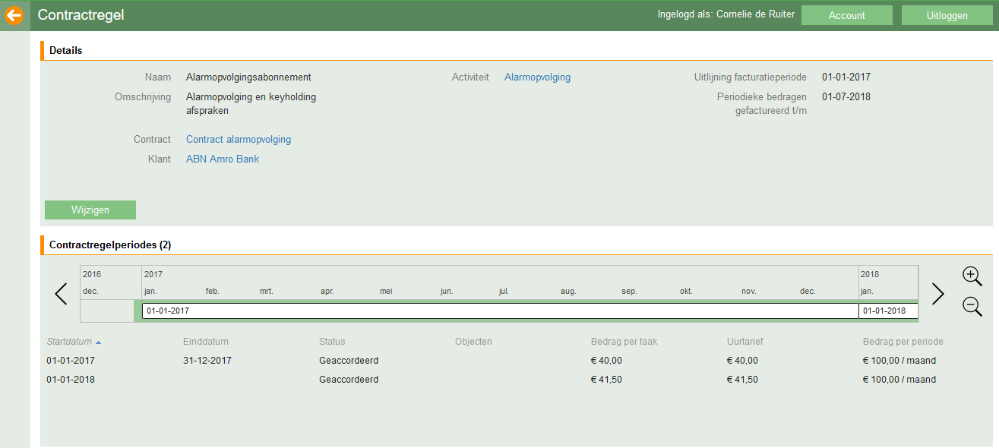 Contractregel
Ingelogd als: Cornelie de Ruiter
Account
Uitloggen
Details
Naam Alarmopvolgingsabonnement
Omschrijving Alarmopvolging en keyholding
afspraken
Contract Contract alarmopvolging
Klant ABN Amro Bank
Activiteit Alarmopvolging
Uitlijning facturatieperiode 01-01-2017
Periodieke bedragen 01-07-2018
gefactureerd t/m
Wijzigen
Contractregelperiodes (2)
2016 2017 2018
dec. jan. feb. mrt. apr. mei jun. jul. aug. sep. okt. nov. dec. jan.
01-01-2017 01-01-2018
Startdatum Einddatum Status Objecten Bedrag per taak Uurtarief Bedrag per periode
01-01-2017 31-12-2017 Geaccordeerd € 40,00 € 40,00 € 100,00 / maand
01-01-2018 Geaccordeerd € 41,50 € 41,50 € 100,00 / maand